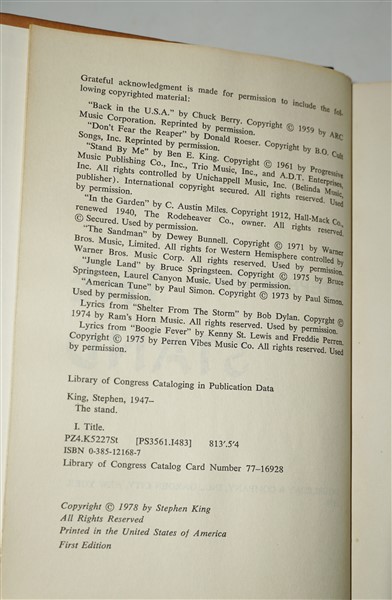 Grateful acknowledgment is made for permission to include the fol-
lowing copyrighted material:
"Back in the U.S.A." by Chuck Berry. Copyright © 1959 by ARC
Music Corporation. Reprinted by permission.
"Don't Fear the Reaper" by Donald Roeser. Copyright by B.O. Cult
Songs, Inc. Reprinted by permission.
"Stand By Me" by Ben E. King. Copyright © 1961 by Progressive
Music Publishing Co., Inc., Trio Music, Inc., and A.D.T. Enterprises,
Inc. All rights controlled by Unichappell Music, Inc. (Belinda Music,
publisher). International copyright secured. All rights reserved. Used
by permission.
"In the Garden" by C. Austin Miles. Copyright 1912, Hall-Mack Co.,
renewed 1940, The Rodeheaver Co., owner. All rights reserved.
© Secured. Used by permission.
"The Sandman" by Dewey Bunnell. Copyright © 1971 by Warner
Bros. Music, Limited. All rights for Western Hemisphere controlled by
Warner Bros. Music Corp. All rights reserved. Used by permission.
"Jungle Land" by Bruce Springsteen. Copyright © 1975 by Bruce
Springsteen, Laurel Canyon Music. Used by permission.
"American Tune" by Paul Simon. Copyright © 1973 by Paul Simon.
Used by permission.
Lyrics from "Shelter From The Storm" by Bob Dylan. Copyright ©
1974 by Ram's Horn Music. All rights reserved. Used by permission.
Lyrics from "Boogie Fever" by Kenny St. Lewis and Freddie Perren.
Copyright © 1975 by Perren Vibes Music Co. All rights reserved. Used
by permission.
Library of Congress Cataloging in Publication Data
King, Stephen, 1947–
The stand.
I. Title.
PZ4.K5227St [PS3561.I483] 813'.5'4
ISBN 0-385-12168-7
Library of Congress Catalog Card Number 77–16928
Copyright © 1978 by Stephen King
All Rights Reserved
Printed in the United States of America
First Edition